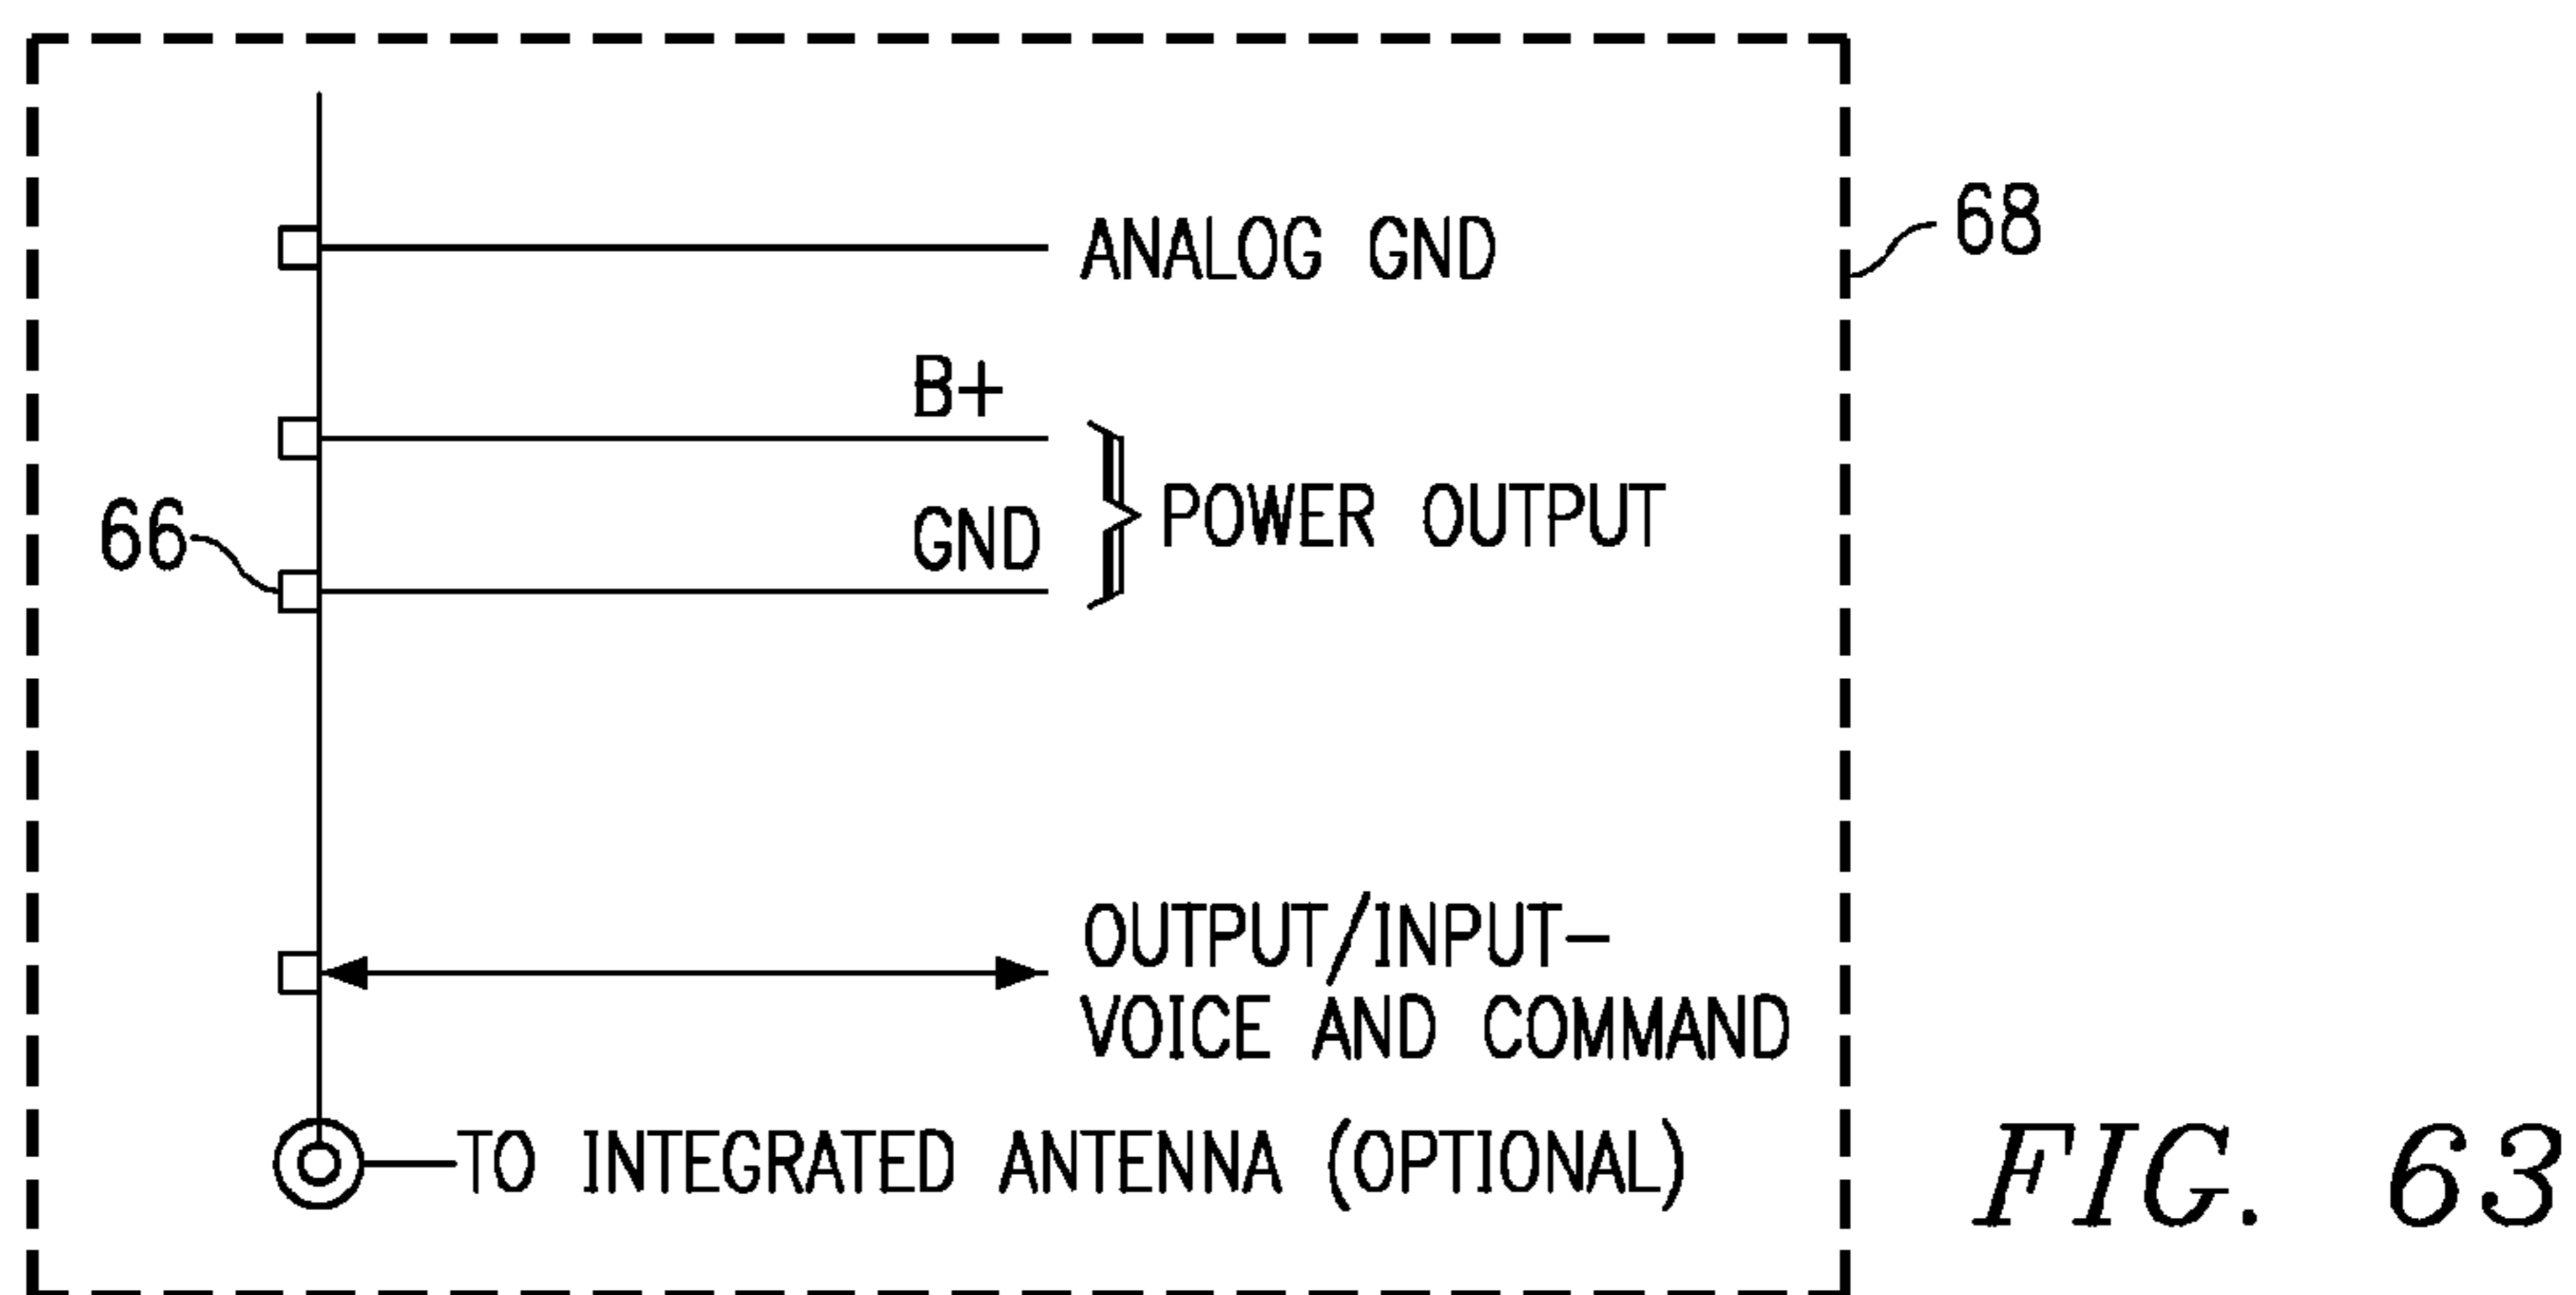 68
ANALOG GND
B+
66
GND
POWER OUTPUT
OUTPUT/INPUT-
VOICE AND COMMAND
TO INTEGRATED ANTENNA (OPTIONAL)
FIG. 63